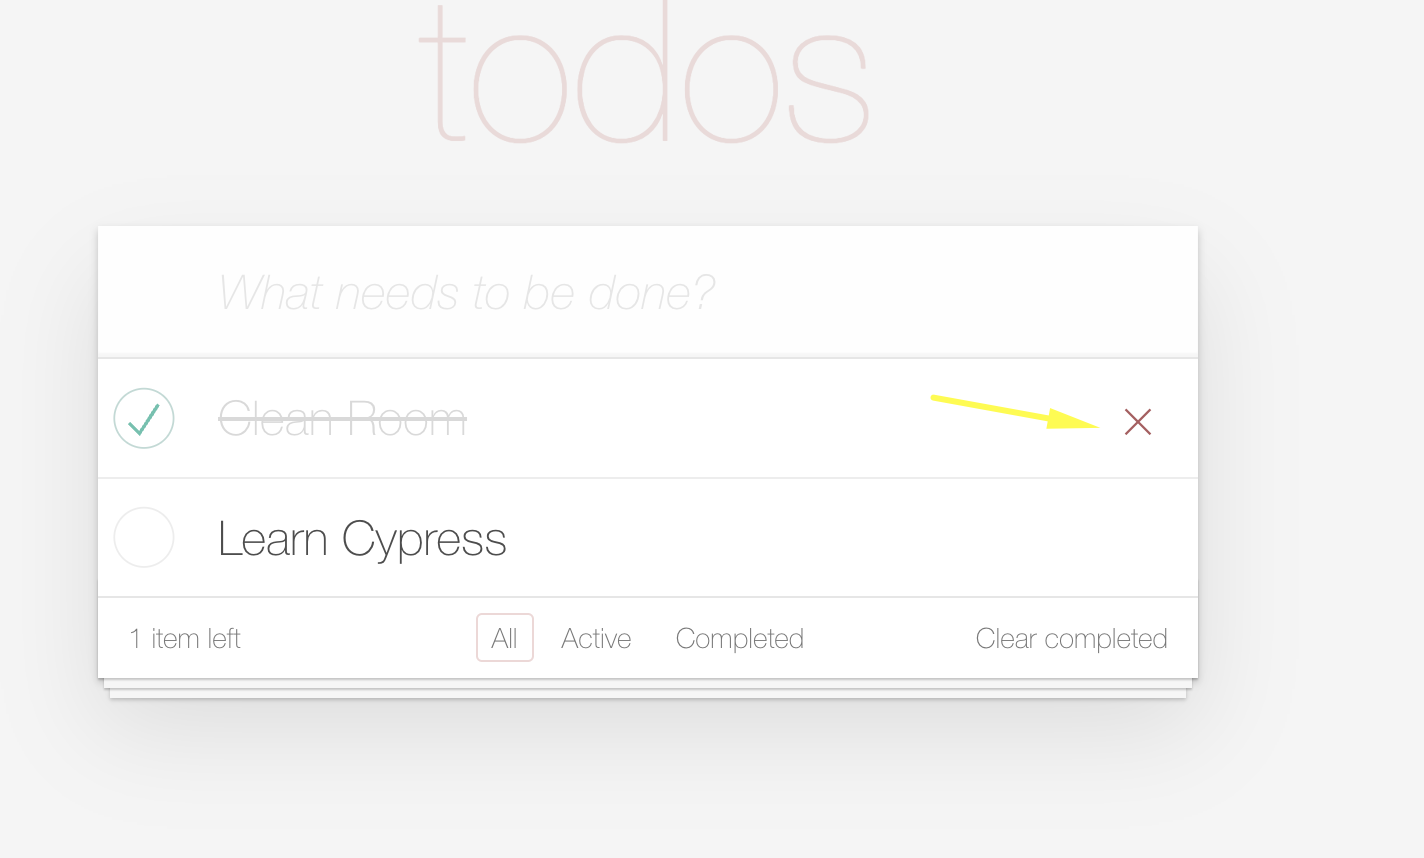 todos
What needs to be done?
Clean Room
Learn Cypress
1 item left All Active Completed Clear completed